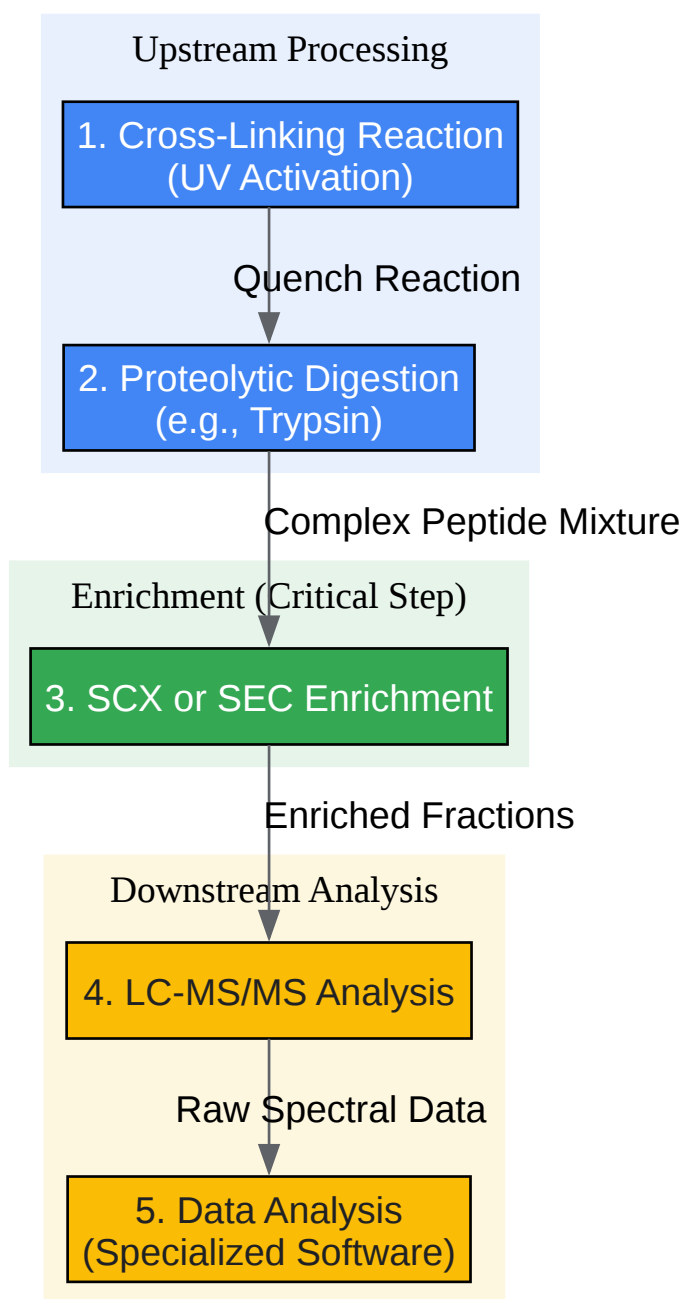 Upstream Processing
1. Cross-Linking Reaction
(UV Activation)
Quench Reaction
2. Proteolytic Digestion
(e.g., Trypsin)
Complex Peptide Mixture
Enrichment (Critical Step)
3. SCX or SEC Enrichment
Enriched Fractions
Downstream Analysis
4. LC-MS/MS Analysis
Raw Spectral Data
5. Data Analysis
(Specialized Software)